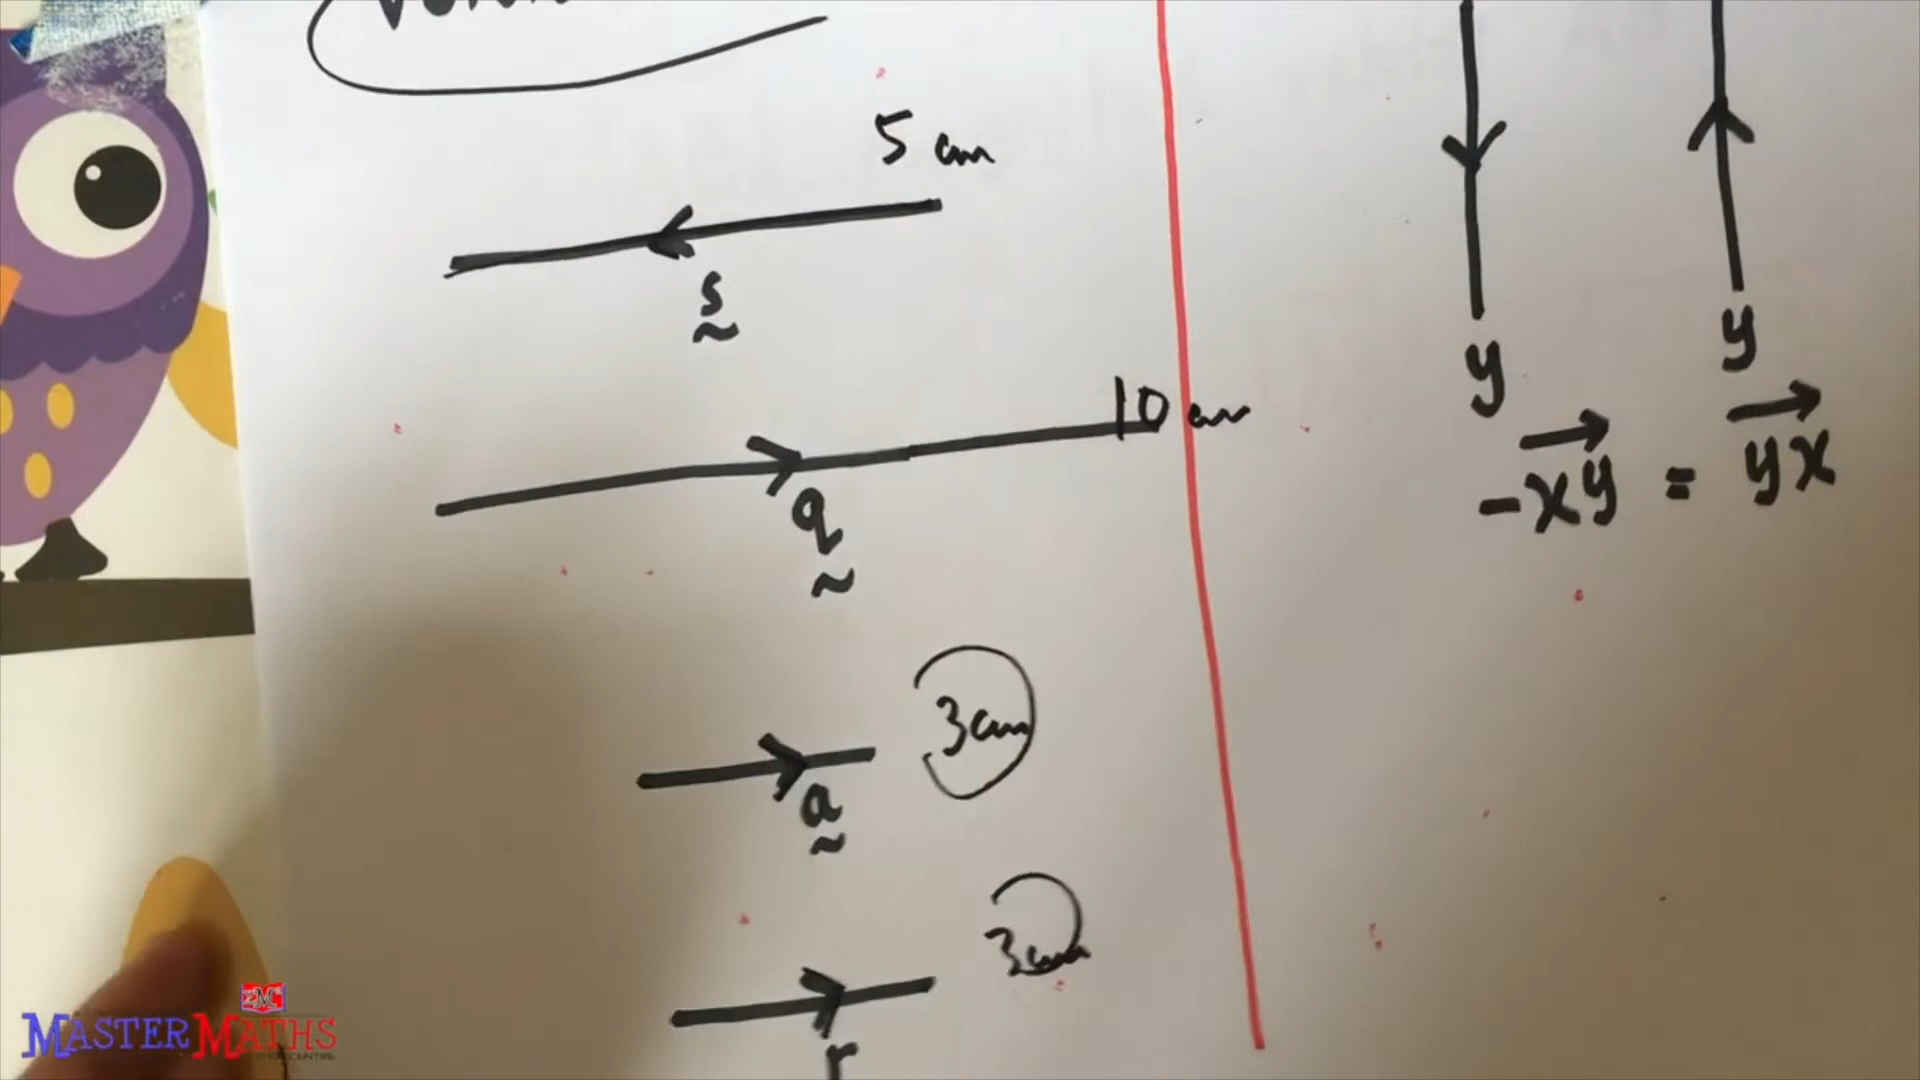 5 cm
s
10 cm
q
3cm
a
3cm
r
y
y
-xy = yx
MASTER MATHS